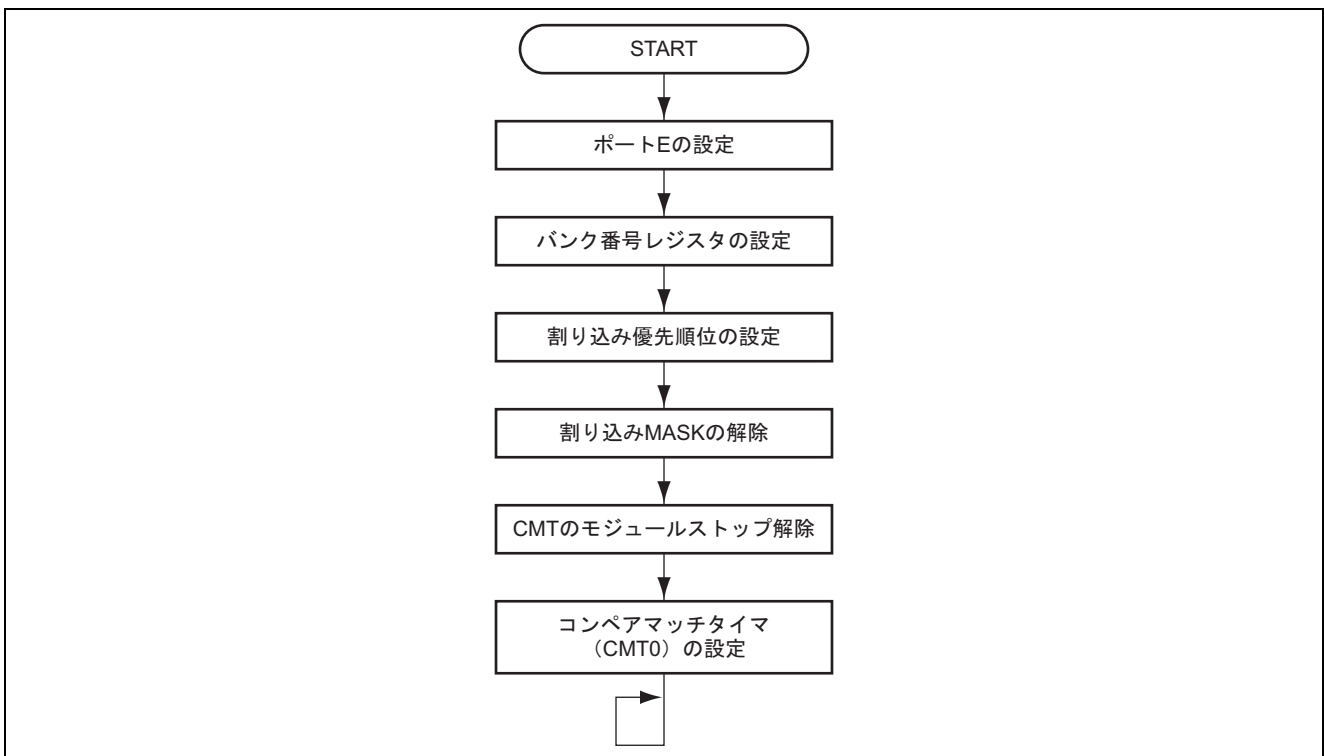 START
ポートEの設定
バンク番号レジスタの設定
割り込み優先順位の設定
割り込みMASKの解除
CMTのモジュールストップ解除
コンペアマッチタイマ
（CMT0）の設定